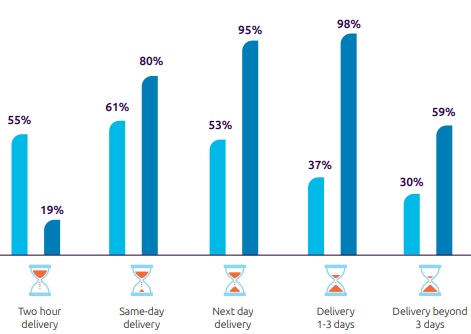 55%
19%
61%
80%
53%
95%
37%
98%
30%
59%
Two hour
delivery
Same-day
delivery
Next day
delivery
Delivery
1-3 days
Delivery beyond
3 days